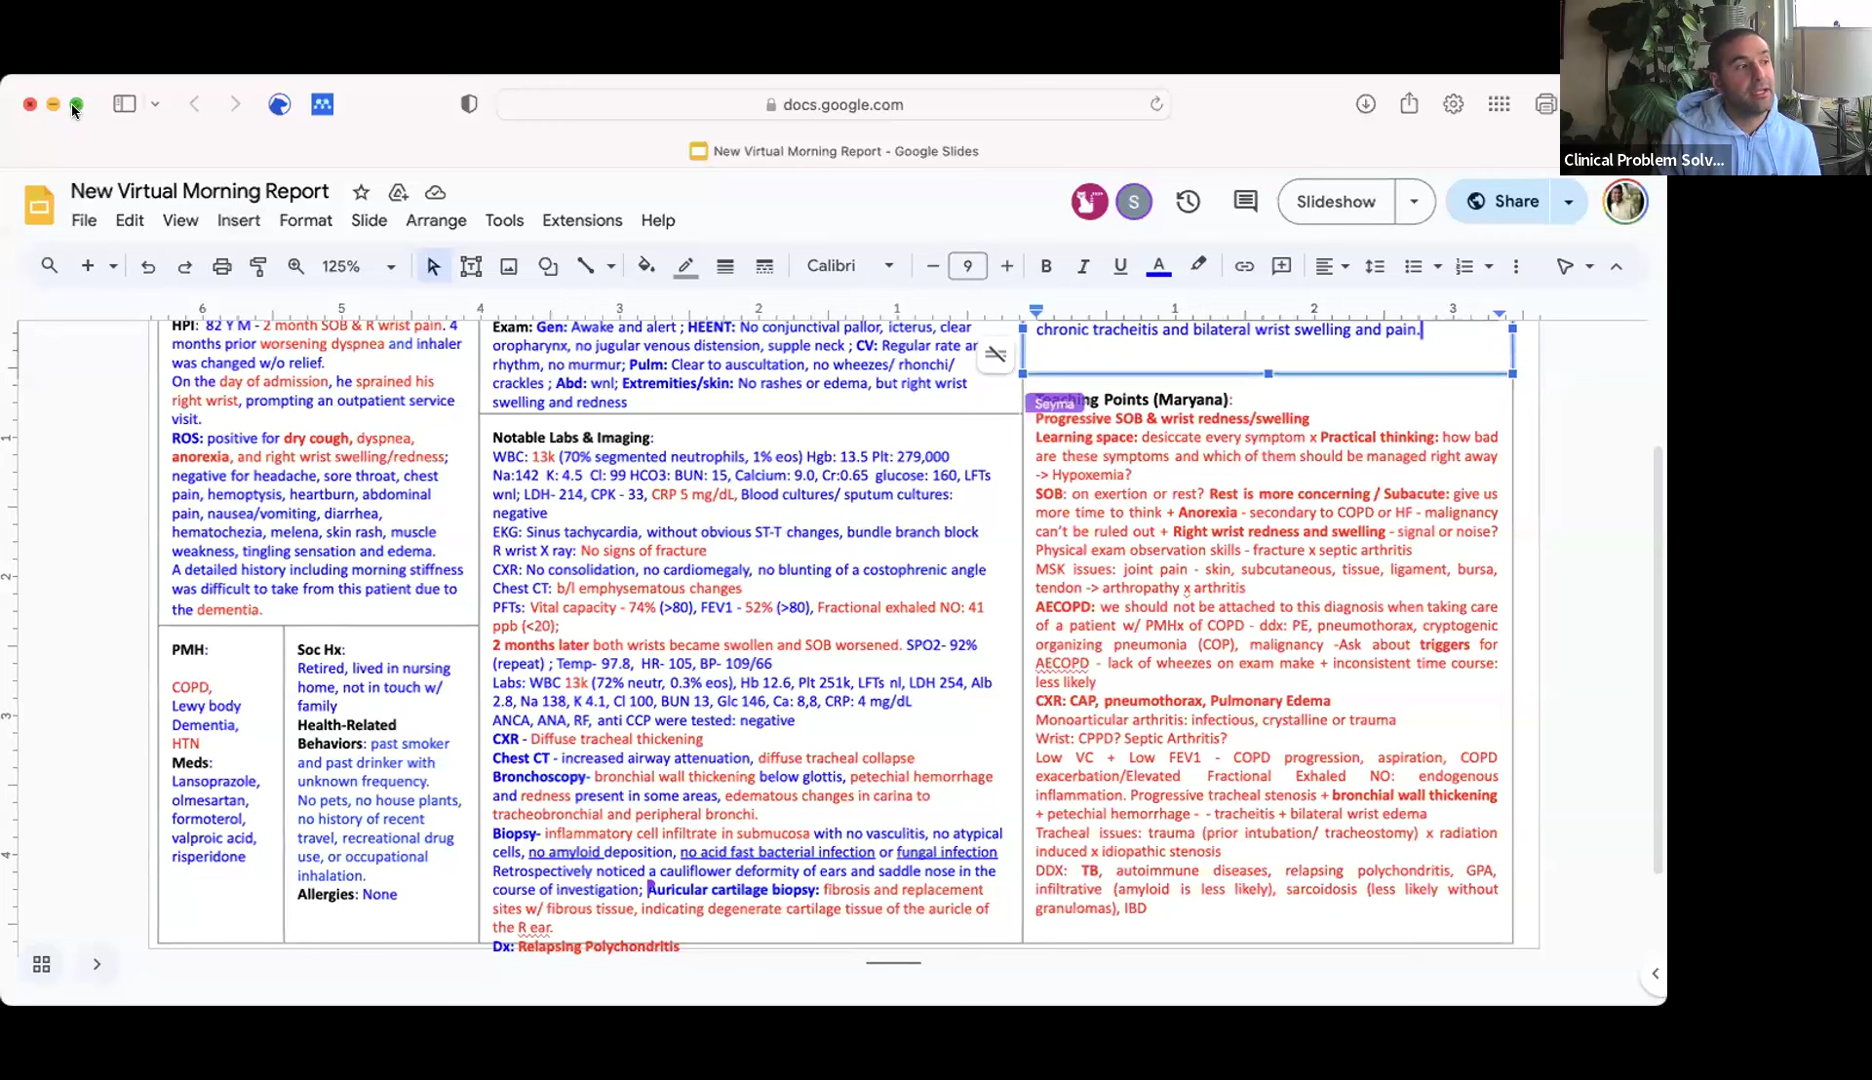 Clinical Problem Solv...
docs.google.com
New Virtual Morning Report - Google Slides
New Virtual Morning Report
Slideshow
Share
S
File Edit View Insert Format Slide Arrange Tools Extensions Help
125%
Calibri
9
B I U A
6 5 4 3 2 1 1 2 3
1
2
3
4
HPI: 82 Y M - 2 month SOB & R wrist pain. 4
months prior worsening dyspnea and inhaler
was changed w/o relief.
On the day of admission, he sprained his
right wrist, prompting an outpatient service
visit.
ROS: positive for dry cough, dyspnea,
anorexia, and right wrist swelling/redness;
negative for headache, sore throat, chest
pain, hemoptysis, heartburn, abdominal
pain, nausea/vomiting, diarrhea,
hematochezia, melena, skin rash, muscle
weakness, tingling sensation and edema.
A detailed history including morning stiffness
was difficult to take from this patient due to
the dementia.
PMH:
COPD,
Lewy body
Dementia,
HTN
Meds:
Lansoprazole,
olmesartan,
formoterol,
valproic acid,
risperidone
Soc Hx:
Retired, lived in nursing
home, not in touch w/
family
Health-Related
Behaviors: past smoker
and past drinker with
unknown frequency.
No pets, no house plants,
no history of recent
travel, recreational drug
use, or occupational
inhalation.
Allergies: None
Exam: Gen: Awake and alert ; HEENT: No conjunctival pallor, icterus, clear
oropharynx, no jugular venous distension, supple neck ; CV: Regular rate an
rhythm, no murmur; Pulm: Clear to auscultation, no wheezes/ rhonchi/
crackles ; Abd: wnl; Extremities/skin: No rashes or edema, but right wrist
swelling and redness
Notable Labs & Imaging:
WBC: 13k (70% segmented neutrophils, 1% eos) Hgb: 13.5 Plt: 279,000
Na:142 K: 4.5 Cl: 99 HCO3: BUN: 15, Calcium: 9.0, Cr:0.65 glucose: 160, LFTs
wnl; LDH- 214, CPK - 33, CRP 5 mg/dL, Blood cultures/ sputum cultures:
negative
EKG: Sinus tachycardia, without obvious ST-T changes, bundle branch block
R wrist X ray: No signs of fracture
CXR: No consolidation, no cardiomegaly, no blunting of a costophrenic angle
Chest CT: b/l emphysematous changes
PFTs: Vital capacity - 74% (>80), FEV1 - 52% (>80), Fractional exhaled NO: 41
ppb (<20);
2 months later both wrists became swollen and SOB worsened. SPO2- 92%
(repeat) ; Temp- 97.8, HR- 105, BP- 109/66
Labs: WBC 13k (72% neutr, 0.3% eos), Hb 12.6, Plt 251k, LFTs nl, LDH 254, Alb
2.8, Na 138, K 4.1, Cl 100, BUN 13, Glc 146, Ca: 8,8, CRP: 4 mg/dL
ANCA, ANA, RF, anti CCP were tested: negative
CXR - Diffuse tracheal thickening
Chest CT - increased airway attenuation, diffuse tracheal collapse
Bronchoscopy- bronchial wall thickening below glottis, petechial hemorrhage
and redness present in some areas, edematous changes in carina to
tracheobronchial and peripheral bronchi.
Biopsy- inflammatory cell infiltrate in submucosa with no vasculitis, no atypical
cells, no amyloid deposition, no acid fast bacterial infection or fungal infection
Retrospectively noticed a cauliflower deformity of ears and saddle nose in the
course of investigation; Auricular cartilage biopsy: fibrosis and replacement
sites w/ fibrous tissue, indicating degenerate cartilage tissue of the auricle of
the R ear.
Dx: Relapsing Polychondritis
chronic tracheitis and bilateral wrist swelling and pain.
Seyma
ng Points (Maryana):
Progressive SOB & wrist redness/swelling
Learning space: desiccate every symptom x Practical thinking: how bad
are these symptoms and which of them should be managed right away
-> Hypoxemia?
SOB: on exertion or rest? Rest is more concerning / Subacute: give us
more time to think + Anorexia - secondary to COPD or HF - malignancy
can't be ruled out + Right wrist redness and swelling - signal or noise?
Physical exam observation skills - fracture x septic arthritis
MSK issues: joint pain - skin, subcutaneous, tissue, ligament, bursa,
tendon -> arthropathy x arthritis
AECOPD: we should not be attached to this diagnosis when taking care
of a patient w/ PMHx of COPD - ddx: PE, pneumothorax, cryptogenic
organizing pneumonia (COP), malignancy -Ask about triggers for
AECOPD - lack of wheezes on exam make + inconsistent time course:
less likely
CXR: CAP, pneumothorax, Pulmonary Edema
Monoarticular arthritis: infectious, crystalline or trauma
Wrist: CPPD? Septic Arthritis?
Low VC + Low FEV1 - COPD progression, aspiration, COPD
exacerbation/Elevated Fractional Exhaled NO: endogenous
inflammation. Progressive tracheal stenosis + bronchial wall thickening
+ petechial hemorrhage - - tracheitis + bilateral wrist edema
Tracheal issues: trauma (prior intubation/ tracheostomy) x radiation
induced x idiopathic stenosis
DDX: TB, autoimmune diseases, relapsing polychondritis, GPA,
infiltrative (amyloid is less likely), sarcoidosis (less likely without
granulomas), IBD